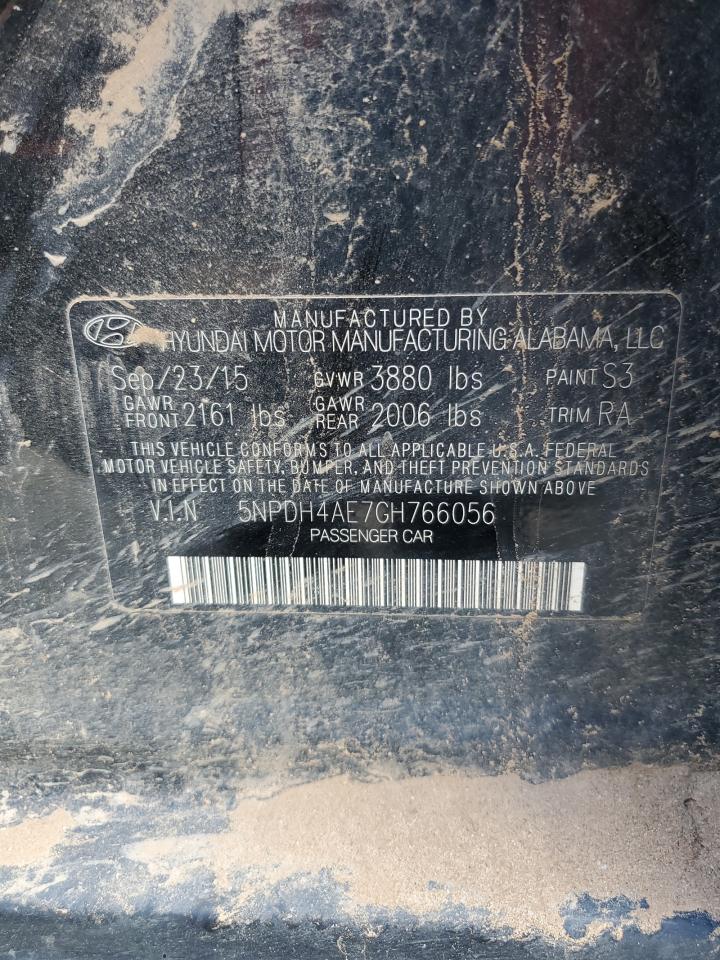 MANUFACTURED BY
HYUNDAI MOTOR MANUFACTURING ALABAMA, LLC
Sep/23/15 GVWR 3880 lbs PAINT S3
GAWR FRONT 2161 lbs GAWR REAR 2006 lbs TRIM RA
THIS VEHICLE CONFORMS TO ALL APPLICABLE U.S.A. FEDERAL
MOTOR VEHICLE SAFETY, BUMPER, AND THEFT PREVENTION STANDARDS
IN EFFECT ON THE DATE OF MANUFACTURE SHOWN ABOVE
V.I.N 5NPDH4AE7GH766056
PASSENGER CAR